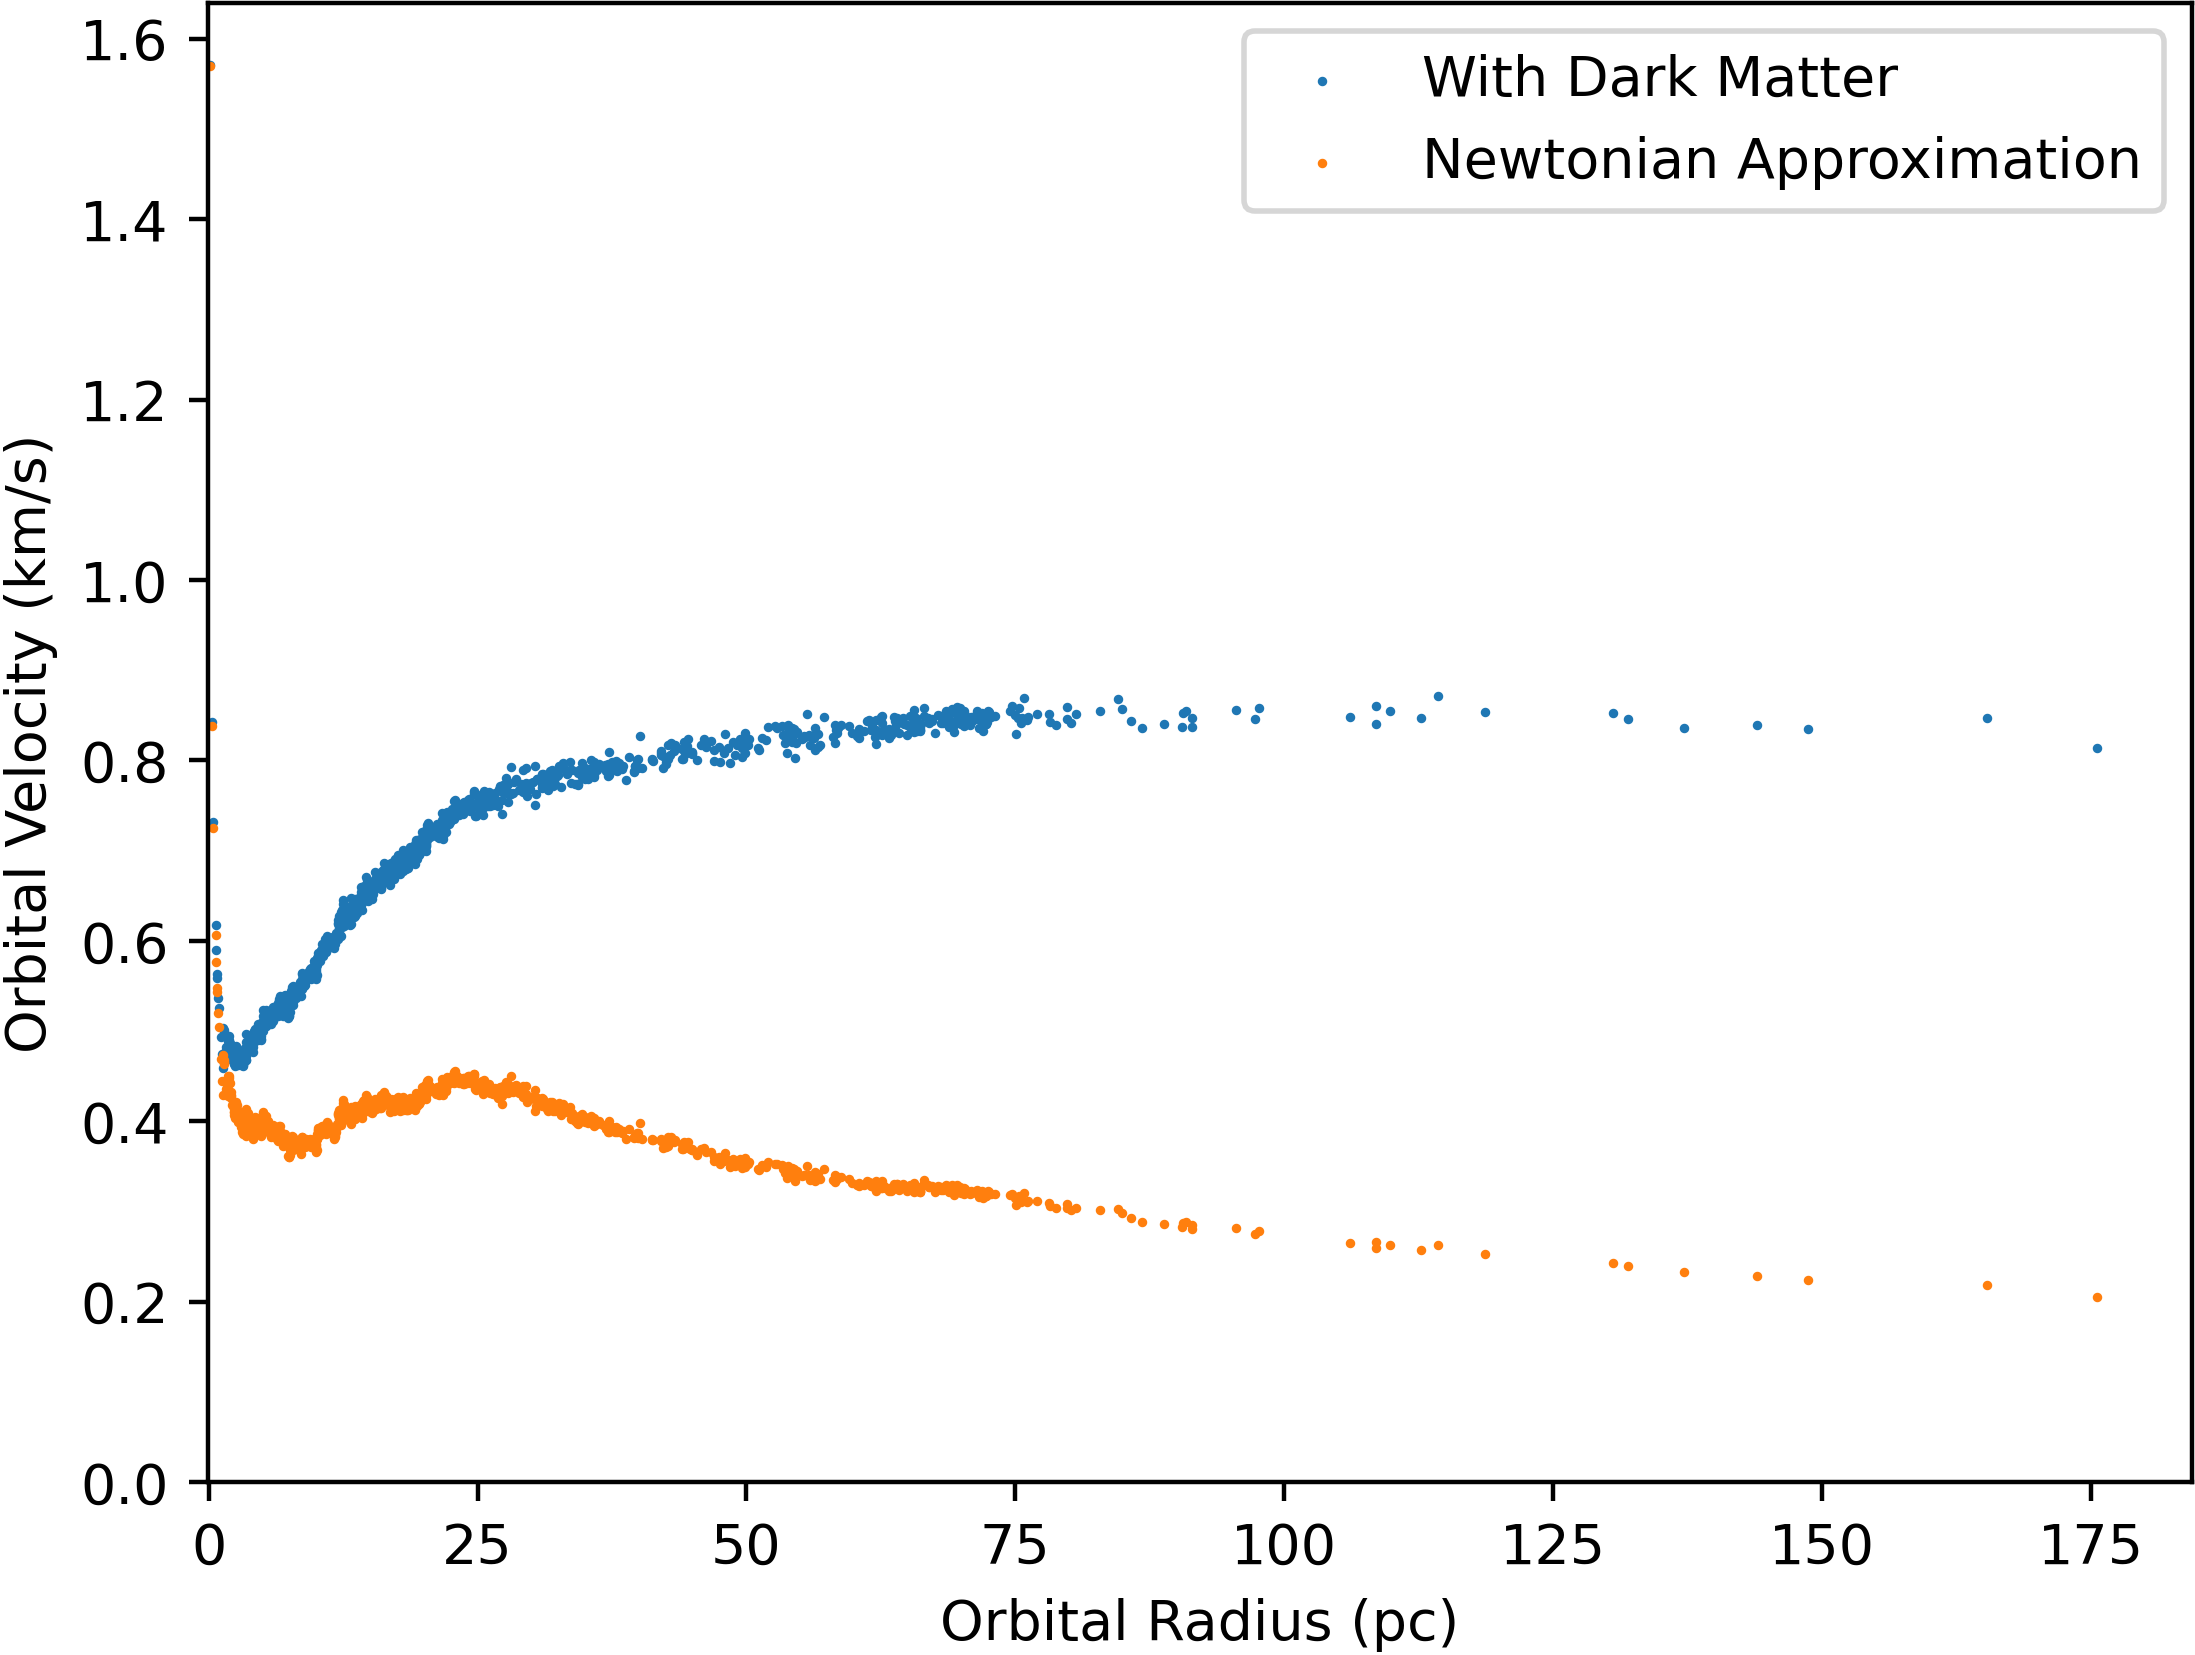 1.6
1.4
1.2
1.0
0.8
0.6
0.4
0.2
0.0
Orbital Velocity (km/s)
With Dark Matter
Newtonian Approximation
0 25 50 75 100 125 150 175
Orbital Radius (pc)